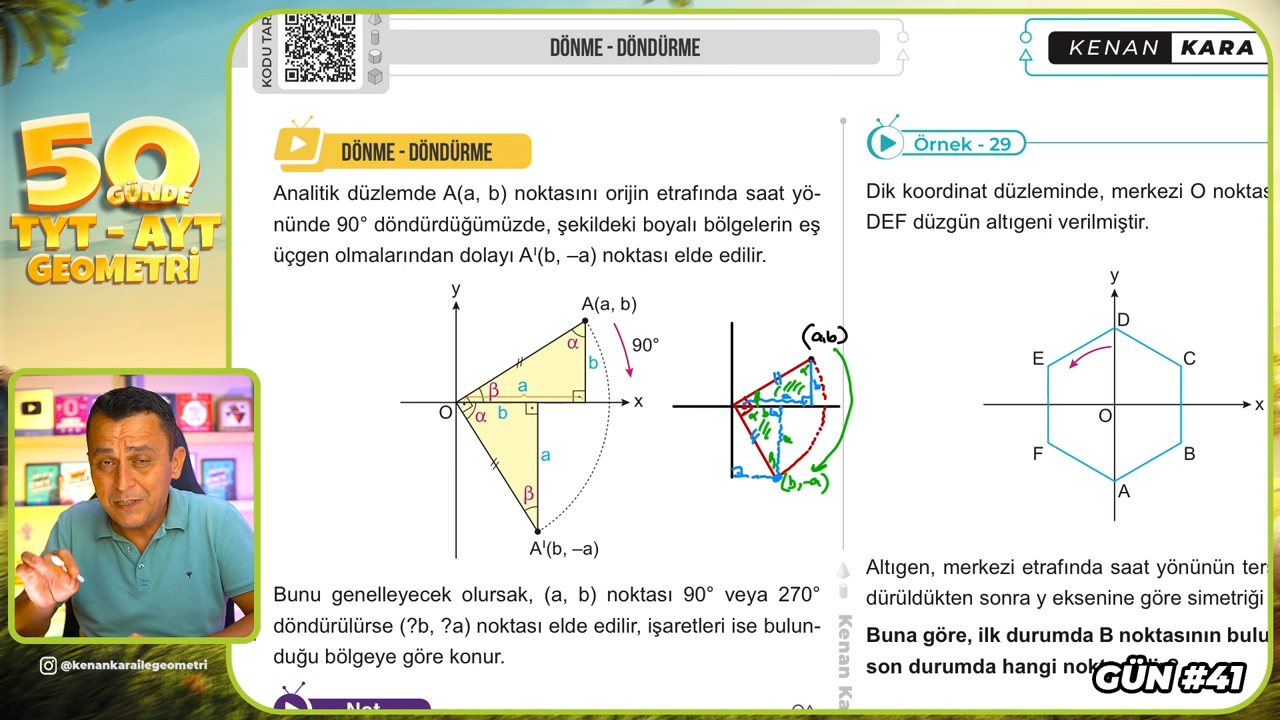 KODU TAR
DÖNME - DÖNDÜRME
KENAN KARA
50
GÜNDE
TYT - AYT
GEOMETRİ
DÖNME - DÖNDÜRME
Analitik düzlemde A(a, b) noktasını orijin etrafında saat yö-
nünde 90° döndürdüğümüzde, şekildeki boyalı bölgelerin eş
üçgen olmalarından dolayı Aᴵ(b, –a) noktası elde edilir.
y
A(a, b)
α
b
90°
β
a
x
O
α
b
a
β
Aᴵ(b, –a)
(a,b)
(b,-a)
Bunu genelleyecek olursak, (a, b) noktası 90° veya 270°
döndürülürse (?b, ?a) noktası elde edilir, işaretleri ise bulun-
duğu bölgeye göre konur.
Not
Kenan Ka
Örnek - 29
Dik koordinat düzleminde, merkezi O noktas
DEF düzgün altıgeni verilmiştir.
y
D
E
C
O
x
F
B
A
Altıgen, merkezi etrafında saat yönünün ters
dürüldükten sonra y eksenine göre simetriği
Buna göre, ilk durumda B noktasının bulu
son durumda hangi
GÜN #41
@kenankarailegeometri